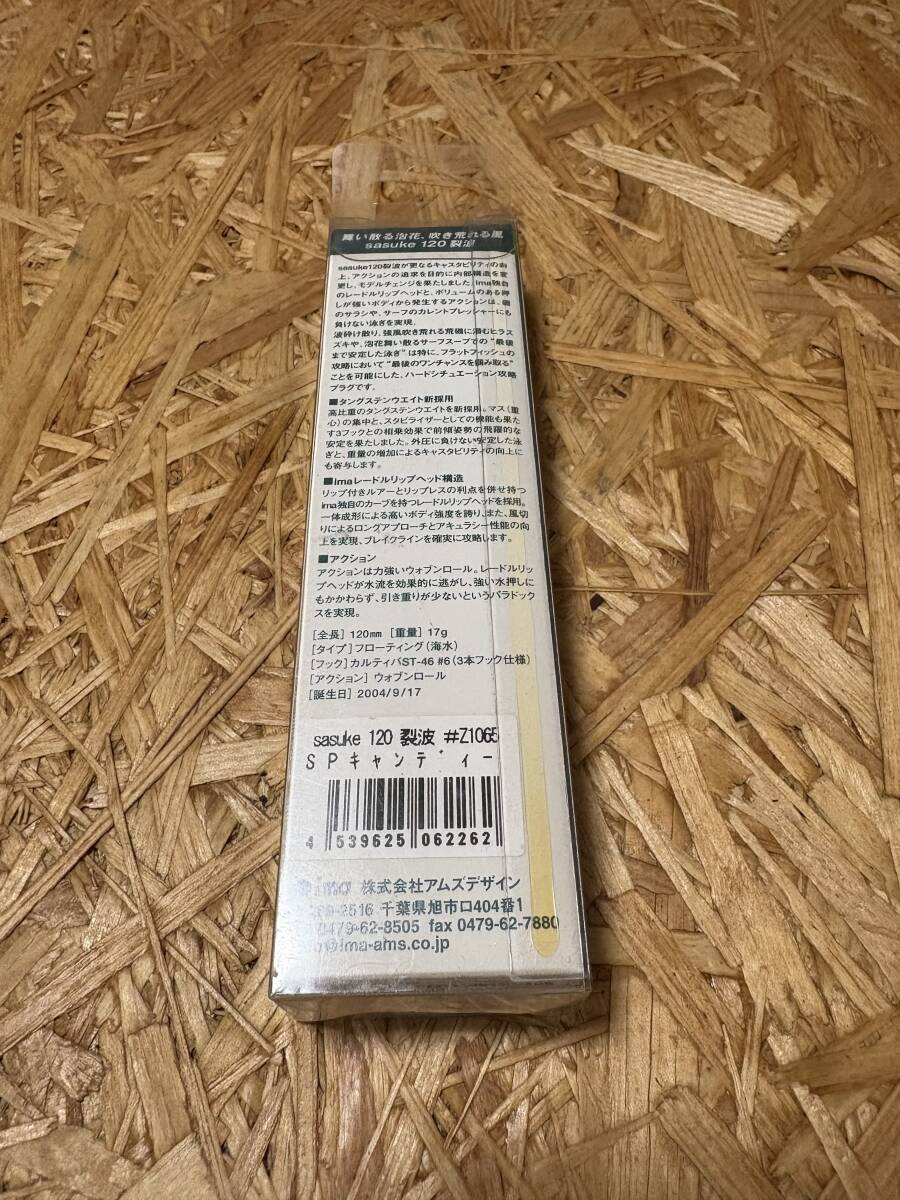 舞い散る泡花、吹き荒れる風
sasuke 120 裂波
sasuke120裂波が更なるキャスタビリティの向
上、アクションの追求を目的に内部構造を変
更し、モデルチェンジを果たしました。ima独自
のレードルリップヘッドと、ボリュームのある押
しが強いボディから発生するアクションは、磯
のサラシや、サーフのカレントプレッシャーにも
負けない泳ぎを実現。
波砕け散り、強風吹き荒れる荒磯に潜むヒラス
ズキや、泡花舞い散るサーフスープでの“最後
まで安定した泳ぎ”は特に、フラットフィッシュの
攻略において“最後のワンチャンスを掴み取る”
ことを可能にした、ハードシチュエーション攻略
プラグです。
■タングステンウエイト新採用
高比重のタングステンウエイトを新採用。マス（重
心）の集中と、スタビライザーとしての機能も果た
す3フックとの相乗効果で前傾姿勢の飛躍的な
安定を果たしました。外圧に負けない安定した泳
ぎと、重量の増加によるキャスタビリティの向上に
も寄与します。
■imaレードルリップヘッド構造
リップ付きルアーとリップレスの利点を併せ持つ
ima独自のカーブを持つレードルリップヘッドを採用。
一体成形による高いボディ強度を誇り、また、風切
りによるロングアプローチとアキュラシー性能の向
上を実現、ブレイクラインを確実に攻略します。
■アクション
アクションは力強いウォブンロール。レードルリッ
プヘッドが水流を効果的に逃がし、強い水押しに
もかかわらず、引き重りが少ないというパラドック
スを実現。
[全長] 120mm [重量] 17g
[タイプ] フローティング（海水）
[フック] カルティバST-46 #6（3本フック仕様）
[アクション] ウォブンロール
[誕生日] 2004/9/17
sasuke 120 裂波 #Z1065
ＳＰキャンディー
4 539625 062262
株式会社アムズデザイン
2516 千葉県旭市ロ404番1
0479-62-8505 fax 0479-62-7880
@ima-ams.co.jp